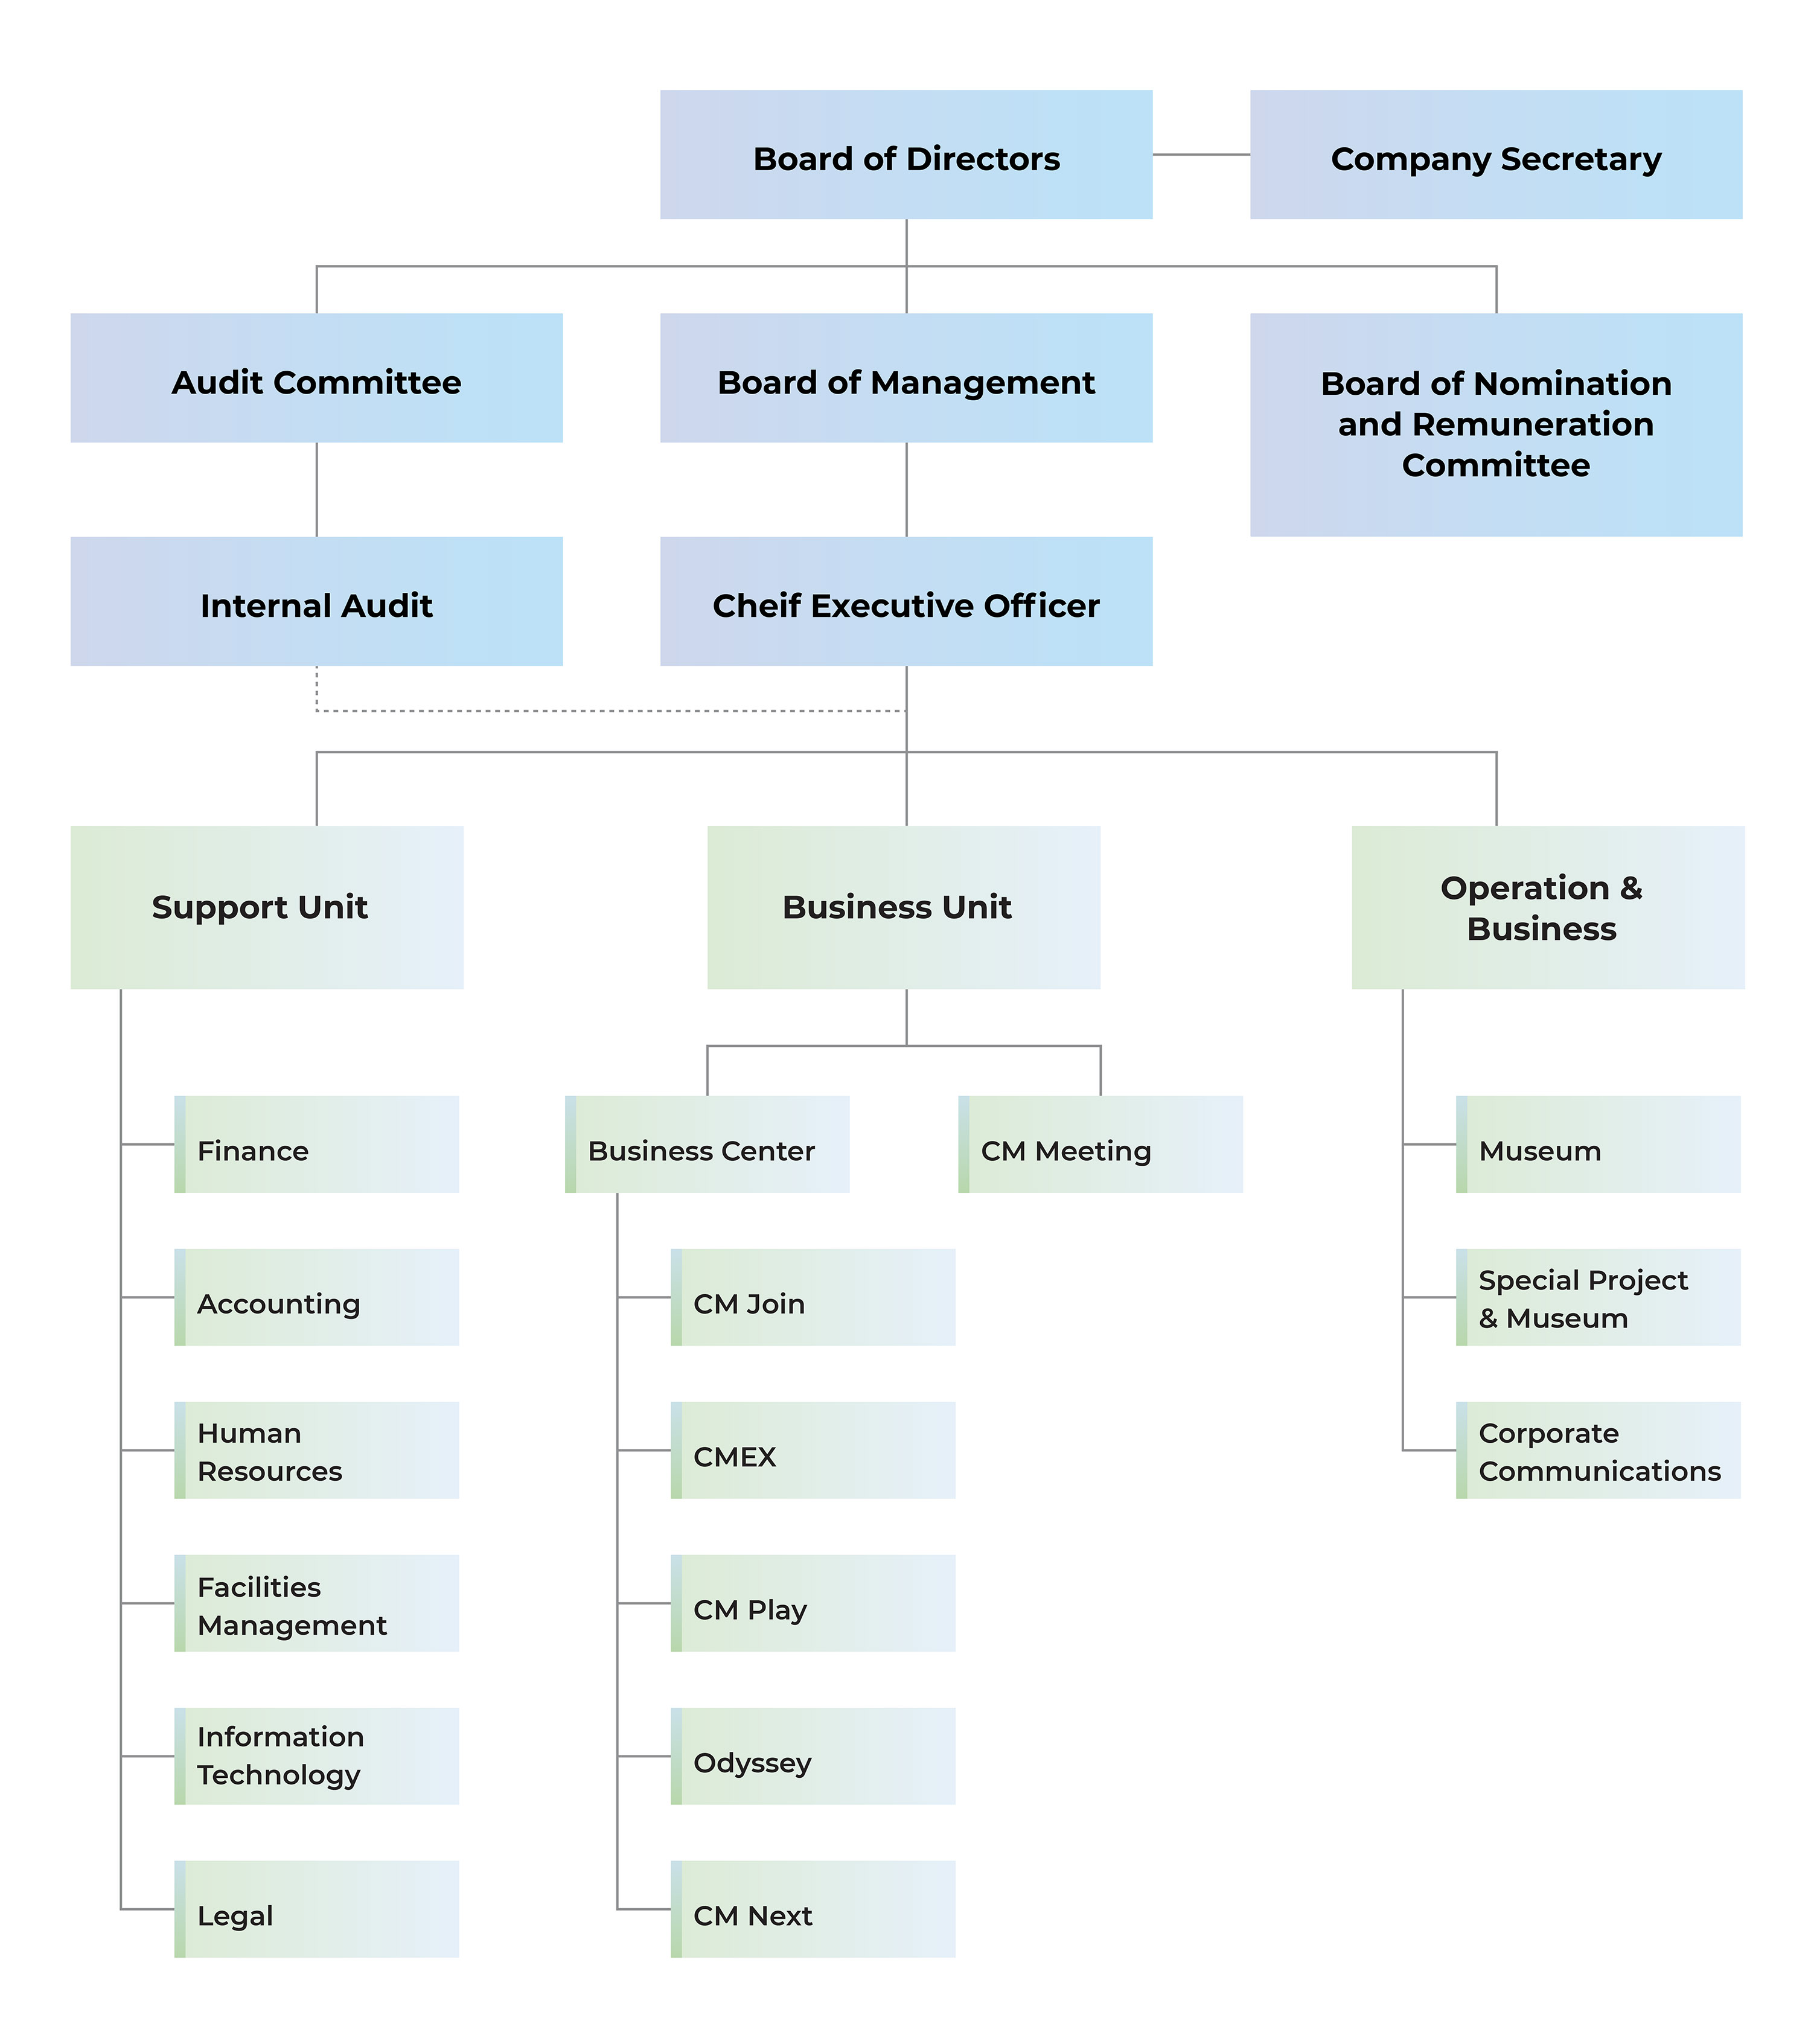 Board of Directors
Company Secretary
Audit Committee
Board of Management
Board of Nomination
and Remuneration
Committee
Internal Audit
Cheif Executive Officer
Support Unit
Business Unit
Operation &
Business
Finance
Accounting
Human
Resources
Facilities
Management
Information
Technology
Legal
Business Center
CM Meeting
CM Join
CMEX
CM Play
Odyssey
CM Next
Museum
Special Project
& Museum
Corporate
Communications